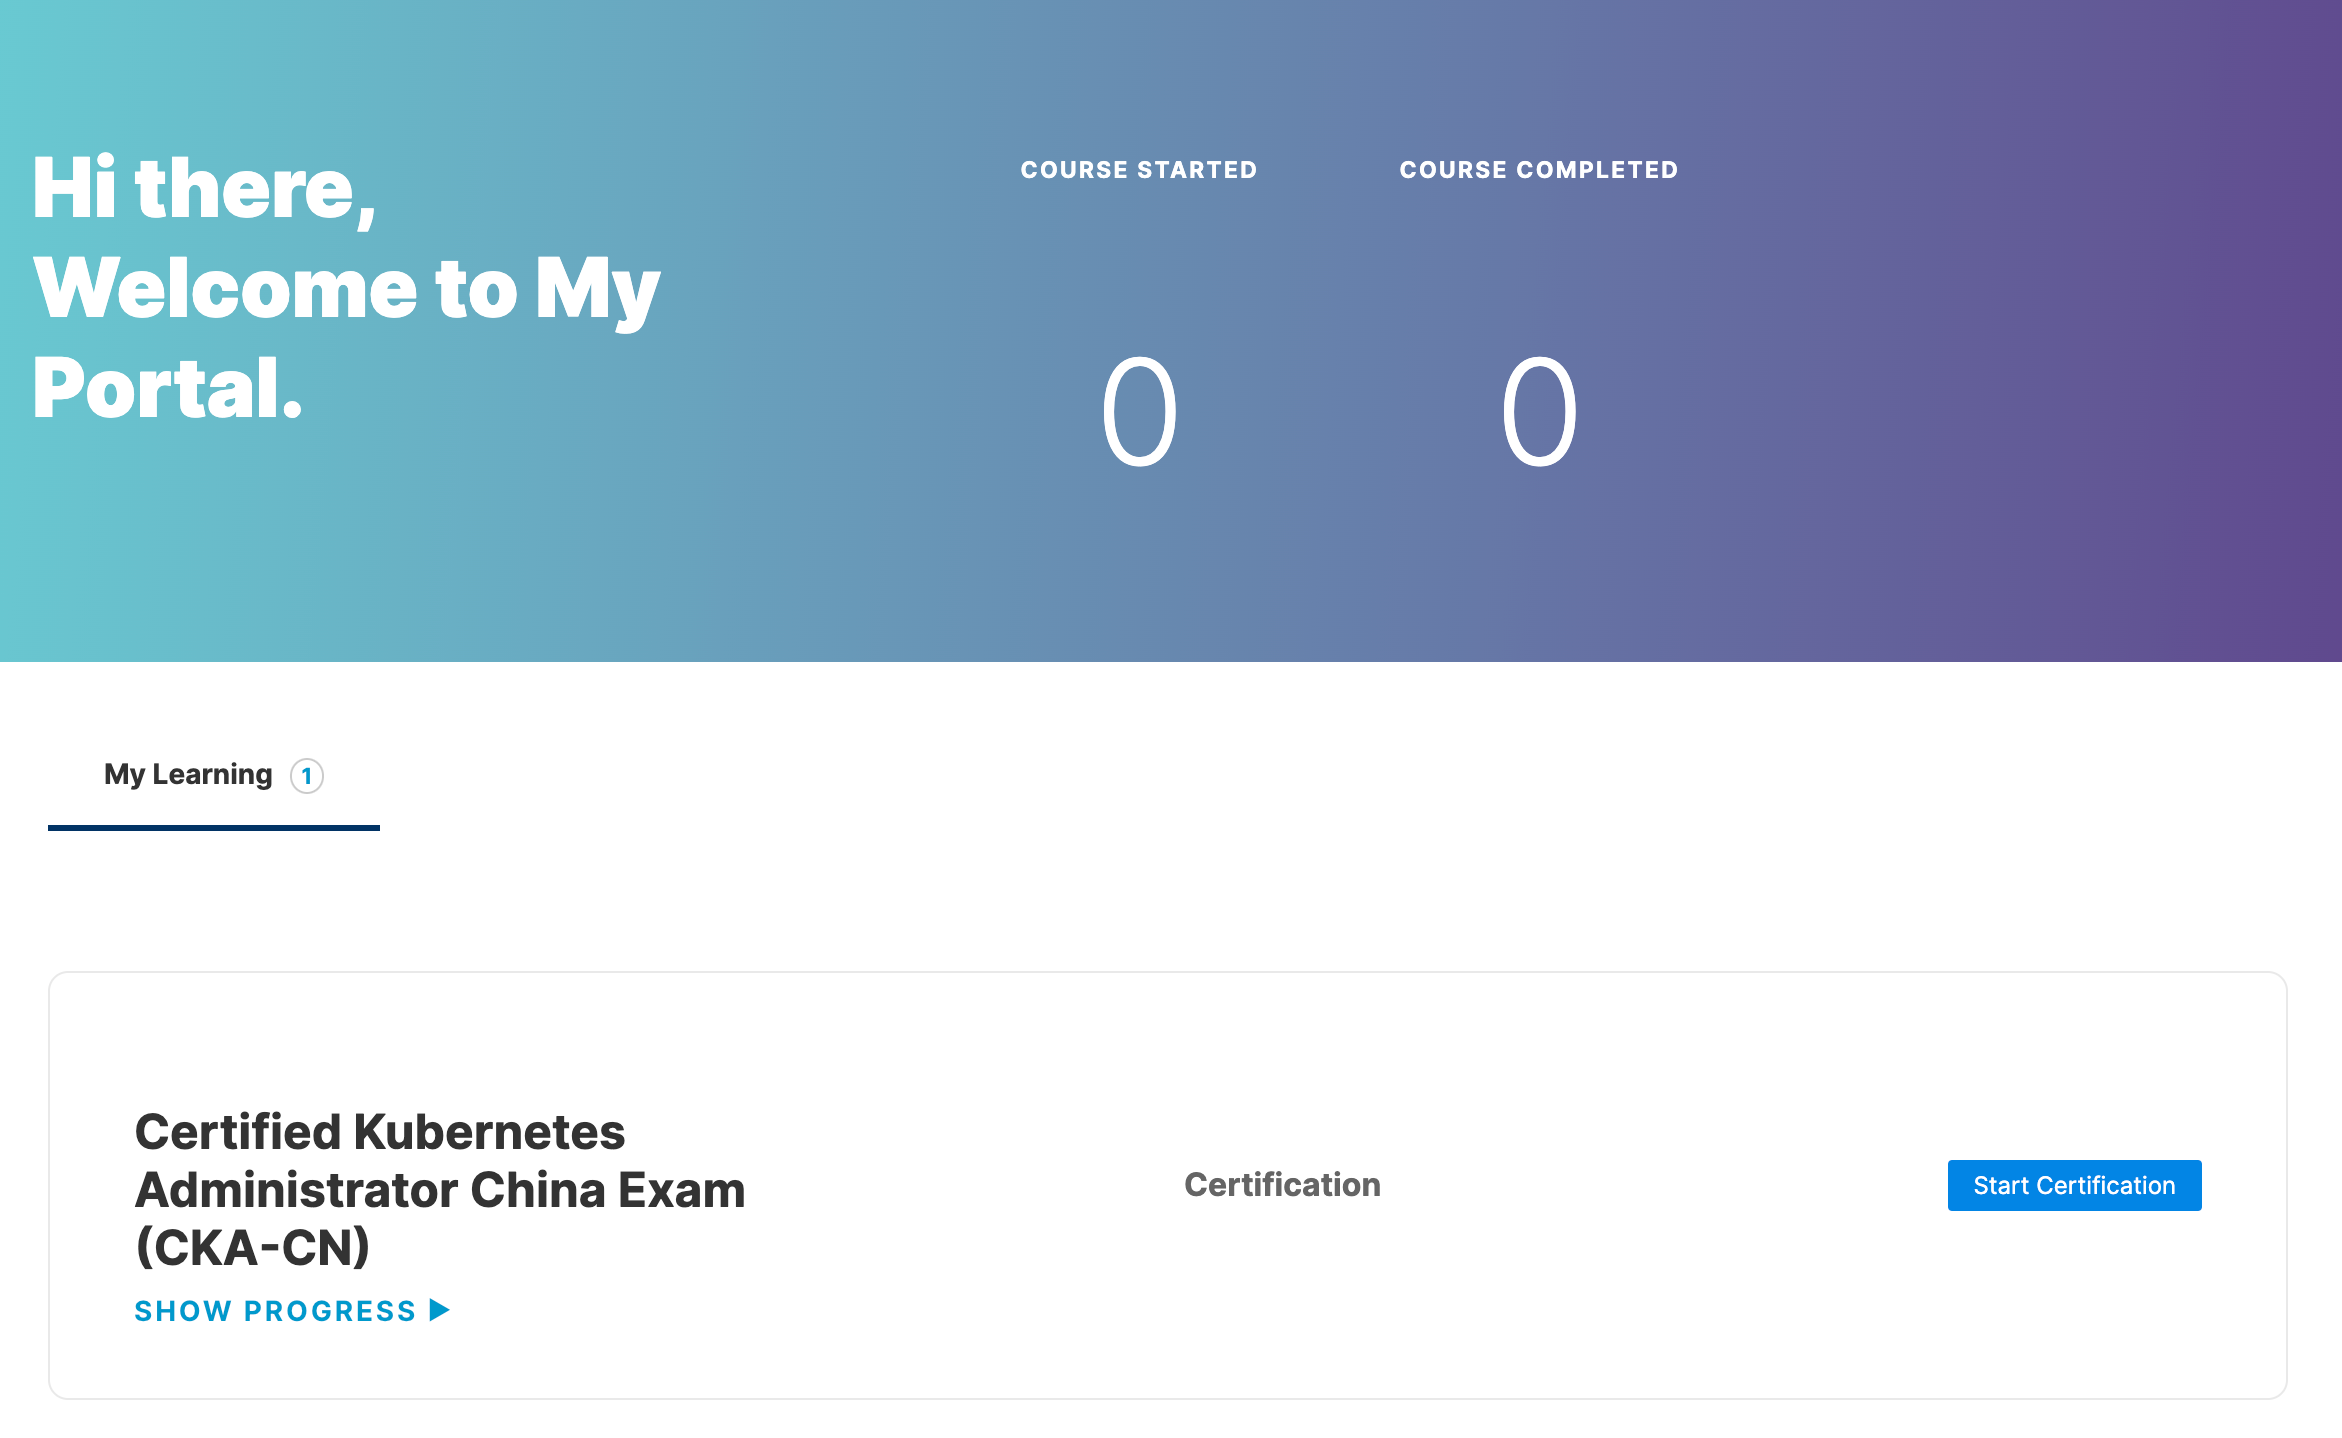 Hi there,
Welcome to My
Portal.
COURSE STARTED
0
COURSE COMPLETED
0
My Learning 1
Certified Kubernetes
Administrator China Exam
(CKA-CN)
SHOW PROGRESS
Certification
Start Certification